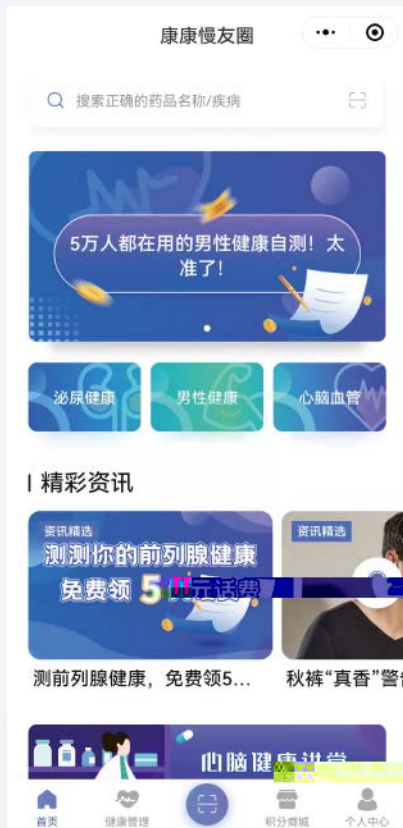 康康慢友圈
搜索正确的药品名称/疾病
5万人都在用的男性健康自测！太
准了！
泌尿健康
男性健康
心脑血管
精彩资讯
资讯精选
测测你的前列腺健康
免费领5元话费
测前列腺健康，免费领5...
资讯精选
秋裤“真香”警
心脑健康讲堂
首页
健康管理
积分商城
个人中心